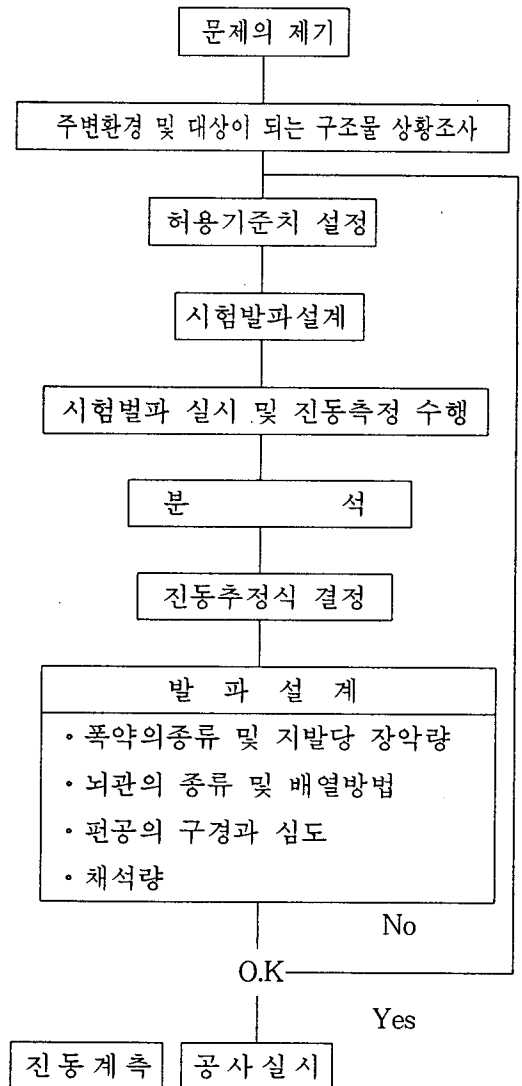 문제의 제기
주변환경 및 대상이 되는 구조물 상황조사
허용기준치 설정
시험발파설계
시험벌파 실시 및 진동측정 수행
분 석
진동추정식 결정
발 파 설 계
• 폭약의종류 및 지발당 장악량
• 뇌관의 종류 및 배열방법
• 편공의 구경과 심도
• 채석량
No
O.K
Yes
진동계측 공사실시